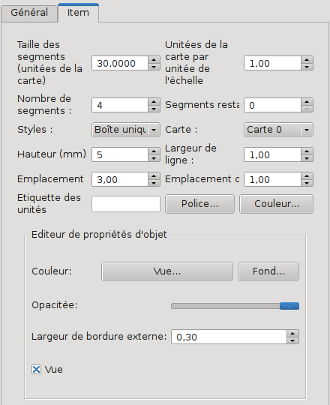 Général Item
Taille des segments (unitées de la carte) 30,0000 Unitées de la carte par unitée de l'échelle 1,00
Nombre de segments : 4 Segments resta 0
Styles : Boîte uniqu Carte : Carte 0
Hauteur (mm) 5 Largeur de ligne : 1,00
Emplacement 3,00 Emplacement d 1,00
Etiquette des unités Police... Couleur...
Editeur de propriétés d'objet
Couleur: Vue... Fond...
Opacitée:
Largeur de bordure externe: 0,30
Vue